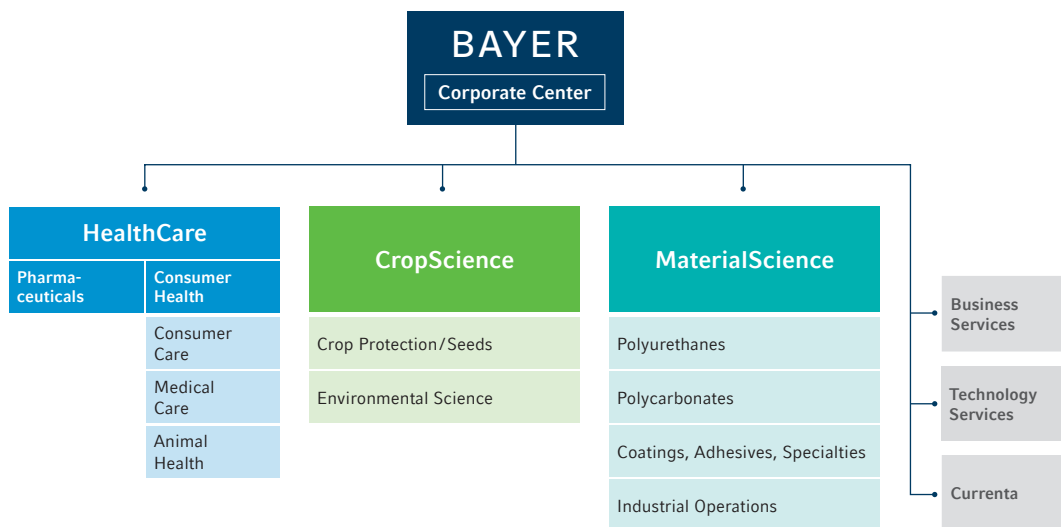 BAYER
Corporate Center
HealthCare
Pharma-
ceuticals
Consumer
Health
Consumer
Care
Medical
Care
Animal
Health
CropScience
Crop Protection/Seeds
Environmental Science
MaterialScience
Polyurethanes
Polycarbonates
Coatings, Adhesives, Specialties
Industrial Operations
Business
Services
Technology
Services
Currenta